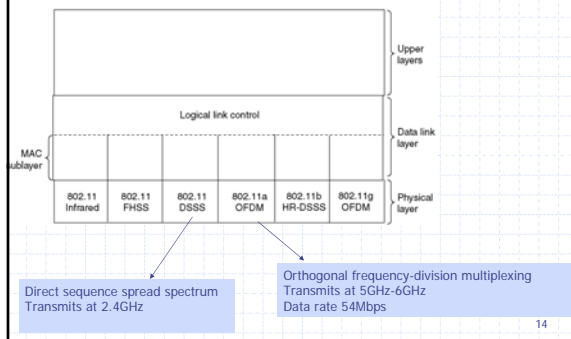 Upper
layers
Logical link control
Data link
layer
MAC
sublayer
802.11
Infrared
802.11
FHSS
802.11
DSSS
802.11a
OFDM
802.11b
HR-DSSS
802.11g
OFDM
Physical
layer
Direct sequence spread spectrum
Transmits at 2.4GHz
Orthogonal frequency-division multiplexing
Transmits at 5GHz-6GHz
Data rate 54Mbps
14